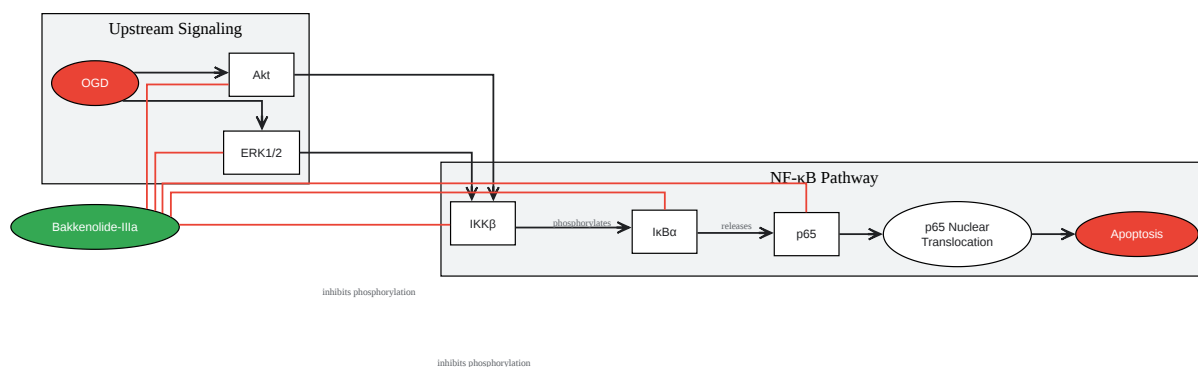 Upstream Signaling
OGD
Akt
ERK1/2
NF-κB Pathway
Bakkenolide-IIIa
IKKβ
phosphorylates
IκBα
releases
p65
p65 Nuclear
Translocation
Apoptosis
inhibits phosphorylation
inhibits phosphorylation